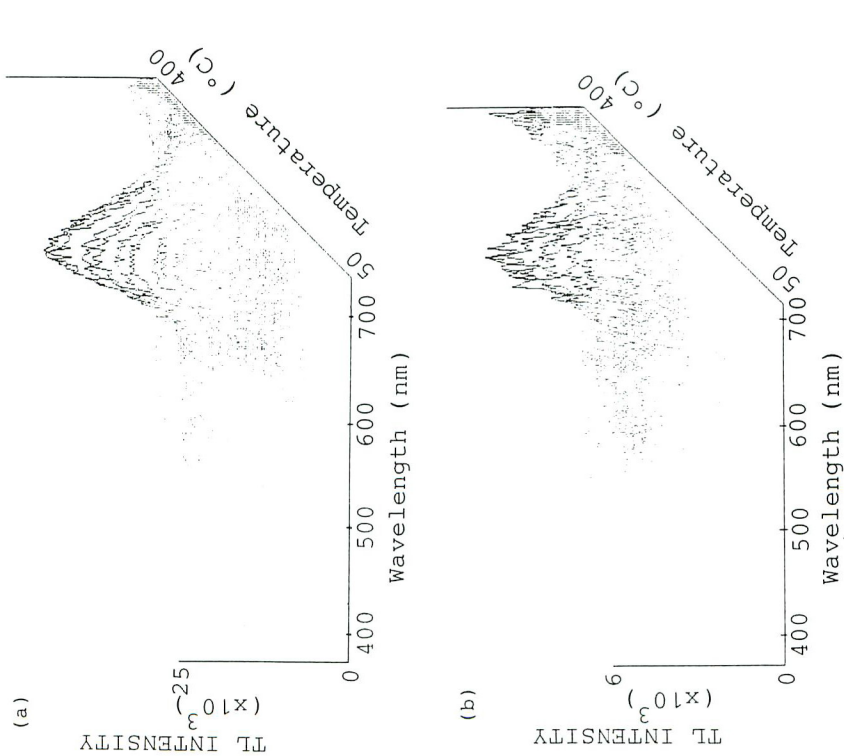 (a)
TL INTENSITY
(x10³)
25
0
400 500 600 700
Wavelength (nm)
50
400
Temperature (°C)
(b)
TL INTENSITY
(x10³)
6
0
400 500 600 700
Wavelength (nm)
50
400
Temperature (°C)